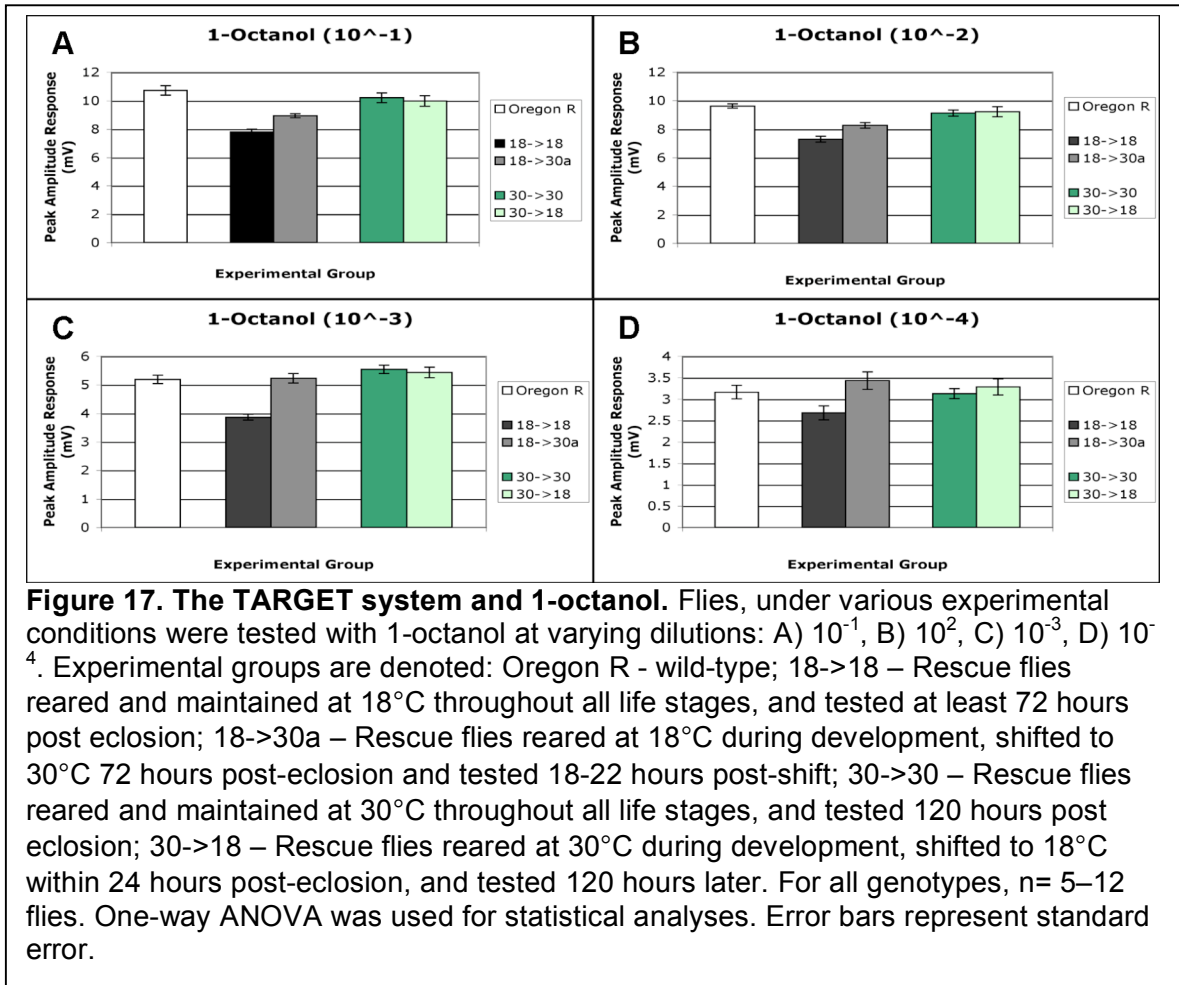 A
1-Octanol (10^-1)
Peak Amplitude Response
(mV)
12
10
8
6
4
2
0
Experimental Group
Oregon R
18->18
18->30a
30->30
30->18
B
1-Octanol (10^-2)
Peak Amplitude Response
(mV)
12
10
8
6
4
2
0
Experimental Group
Oregon R
18->18
18->30a
30->30
30->18
C
1-Octanol (10^-3)
Peak Amplitude Response
(mV)
6
5
4
3
2
1
0
Experimental Group
Oregon R
18->18
18->30a
30->30
30->18
D
1-Octanol (10^-4)
Peak Amplitude Response
(mV)
4
3.5
3
2.5
2
1.5
1
0.5
0
Experimental Group
Oregon R
18->18
18->30a
30->30
30->18
Figure 17. The TARGET system and 1-octanol. Flies, under various experimental
conditions were tested with 1-octanol at varying dilutions: A) 10⁻¹, B) 10², C) 10⁻³, D) 10⁻
⁴. Experimental groups are denoted: Oregon R - wild-type; 18->18 – Rescue flies
reared and maintained at 18°C throughout all life stages, and tested at least 72 hours
post eclosion; 18->30a – Rescue flies reared at 18°C during development, shifted to
30°C 72 hours post-eclosion and tested 18-22 hours post-shift; 30->30 – Rescue flies
reared and maintained at 30°C throughout all life stages, and tested 120 hours post
eclosion; 30->18 – Rescue flies reared at 30°C during development, shifted to 18°C
within 24 hours post-eclosion, and tested 120 hours later. For all genotypes, n= 5–12
flies. One-way ANOVA was used for statistical analyses. Error bars represent standard
error.